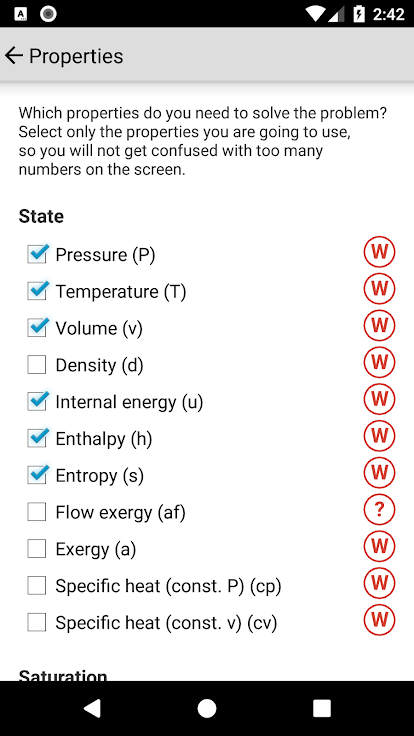 A 2:42
Properties
Which properties do you need to solve the problem?
Select only the properties you are going to use,
so you will not get confused with too many
numbers on the screen.
State
Pressure (P) W
Temperature (T) W
Volume (v) W
Density (d) W
Internal energy (u) W
Enthalpy (h) W
Entropy (s) W
Flow exergy (af) ?
Exergy (a) W
Specific heat (const. P) (cp) W
Specific heat (const. v) (cv) W
Saturation